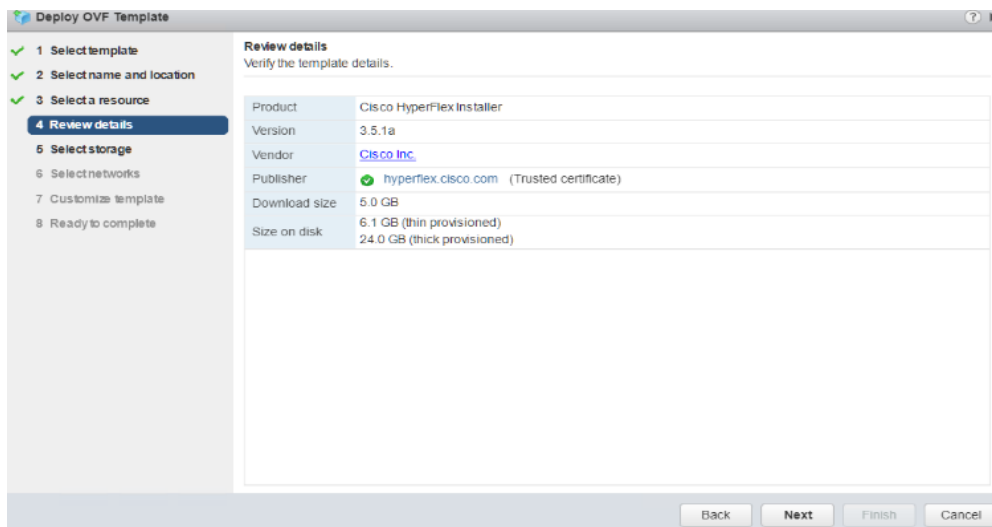 Deploy OVF Template
?
1 Select template
2 Select name and location
3 Select a resource
4 Review details
5 Select storage
6 Select networks
7 Customize template
8 Ready to complete
Review details
Verify the template details.
Product Cisco HyperFlex Installer
Version 3.5.1a
Vendor Cisco Inc.
Publisher hyperflex.cisco.com (Trusted certificate)
Download size 5.0 GB
Size on disk 6.1 GB (thin provisioned)
24.0 GB (thick provisioned)
Back Next Finish Cancel